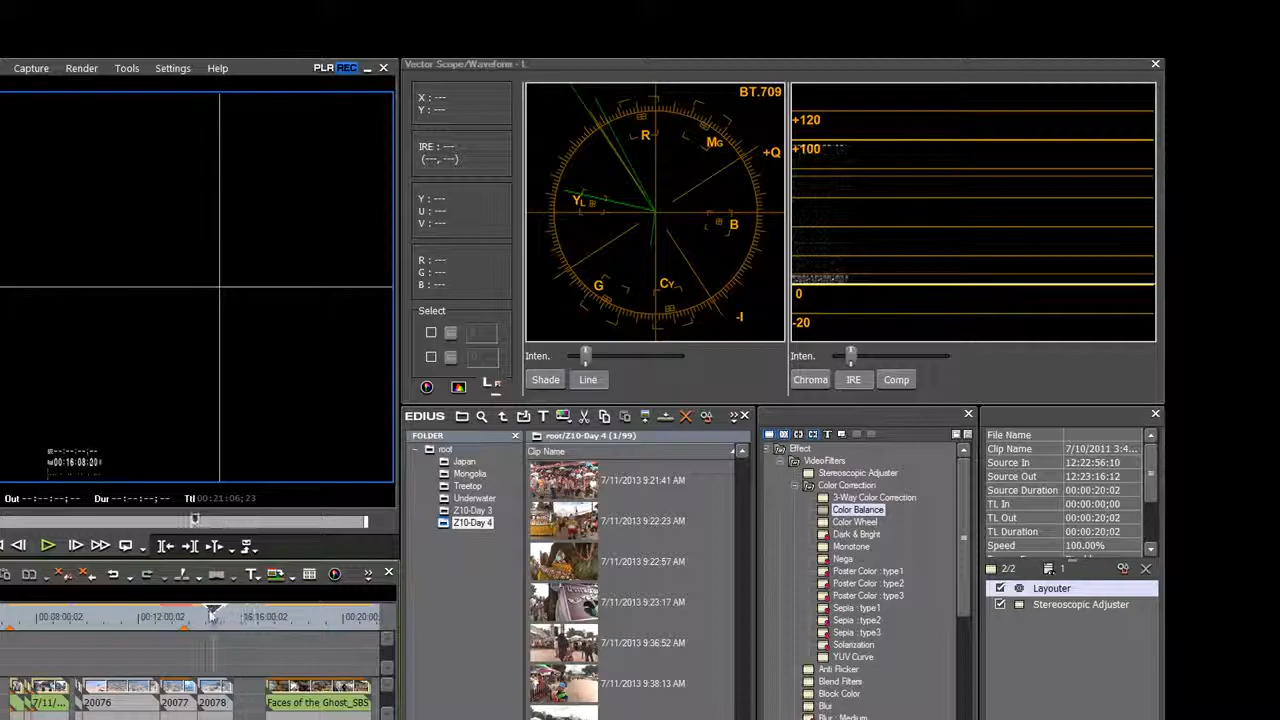 Capture Render Tools Settings Help PLR REC
Vector Scope/Waveform - L
X : ---
Y : ---
IRE : ---
(---, ---)
Y : ---
U : ---
V : ---
R : ---
G : ---
B : ---
Select
BT.709
R
MG
+Q
YL
B
G
CY
-I
+120
+100
0
-20
Inten.
Shade Line
Inten.
Chroma IRE Comp
00:16:08;20
Out --:--:--;-- Dur --:--:--;-- Ttl 00:21:06;23
00:08:00;02 00:12:00;02 00:16:00;02 00:20:00
7/11/... 20076 20077 20078 Faces of the Ghost_SBS
EDIUS
FOLDER
root
Japan
Mongolia
Treetop
Underwater
Z10-Day 3
Z10-Day 4
root/Z10-Day 4 (1/99)
Clip Name
7/11/2013 9:21:41 AM
7/11/2013 9:22:23 AM
7/11/2013 9:22:57 AM
7/11/2013 9:23:17 AM
7/11/2013 9:36:52 AM
7/11/2013 9:38:13 AM
Effect
VideoFilters
Stereoscopic Adjuster
Color Correction
3-Way Color Correction
Color Balance
Color Wheel
Dark & Bright
Monotone
Nega
Poster Color : type1
Poster Color : type2
Poster Color : type3
Sepia : type1
Sepia : type2
Sepia : type3
Solarization
YUV Curve
Anti Flicker
Blend Filters
Block Color
Blur
Blur : Medium
File Name
Clip Name 7/10/2011 3:4...
Source In 12:22:56;10
Source Out 12:23:16;12
Source Duration 00:00:20;02
TL In 00:00:00;00
TL Out 00:00:20;02
TL Duration 00:00:20;02
Speed 100.00%
2/2 1
Layouter
Stereoscopic Adjuster